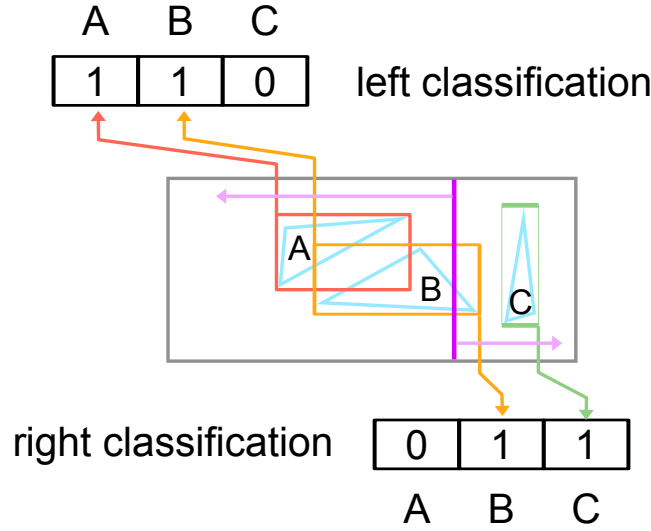 A B C
1 1 0
left classification
A
B
C
right classification
0 1 1
A B C